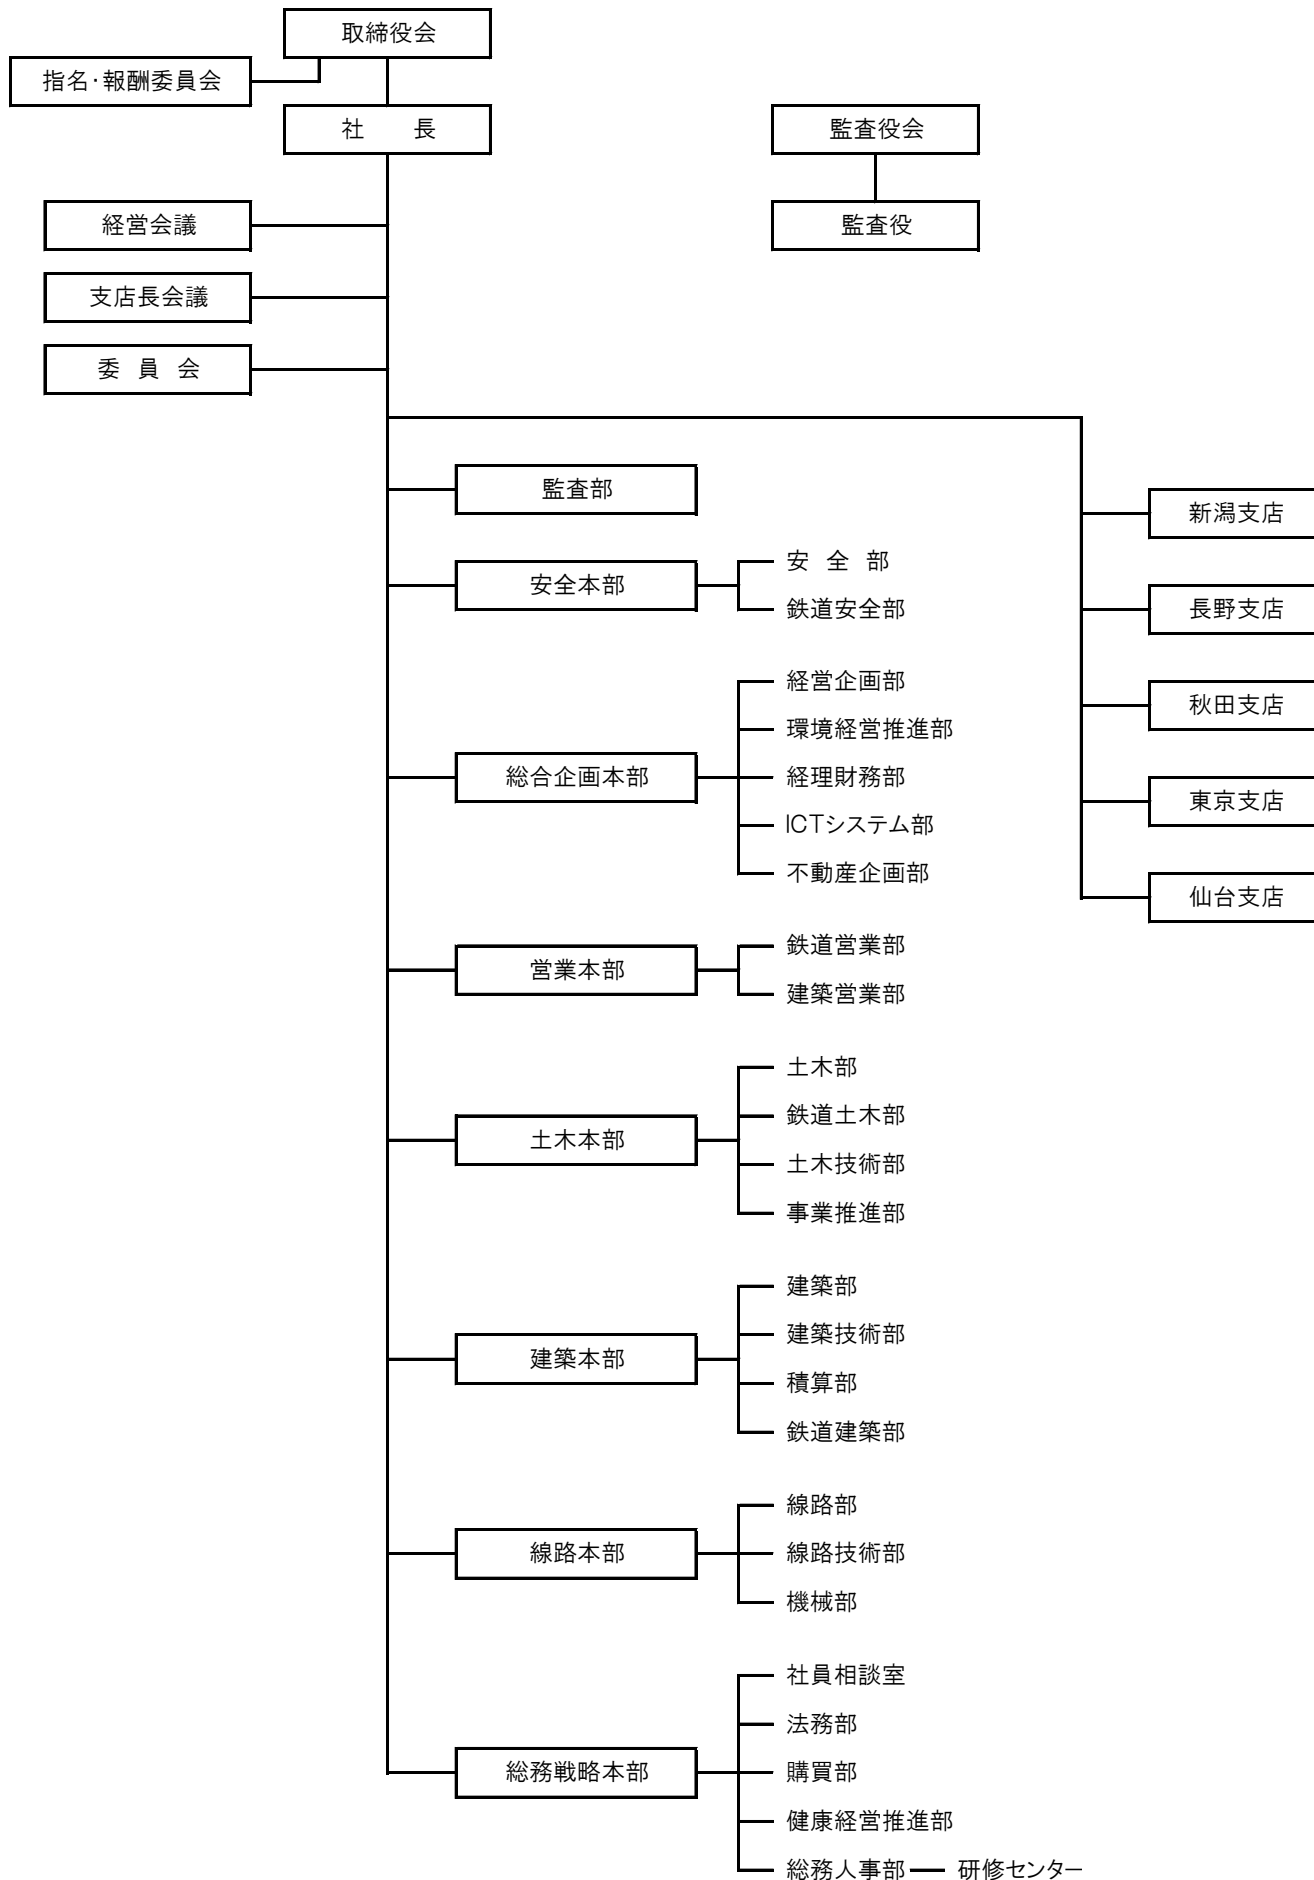 取締役会
指名・報酬委員会
社　　長
監査役会
経営会議
監査役
支店長会議
委 員 会
監査部
安全本部
安 全 部
鉄道安全部
総合企画本部
経営企画部
環境経営推進部
経理財務部
ICTシステム部
不動産企画部
営業本部
鉄道営業部
建築営業部
土木本部
土木部
鉄道土木部
土木技術部
事業推進部
建築本部
建築部
建築技術部
積算部
鉄道建築部
線路本部
線路部
線路技術部
機械部
総務戦略本部
社員相談室
法務部
購買部
健康経営推進部
総務人事部
研修センター
新潟支店
長野支店
秋田支店
東京支店
仙台支店